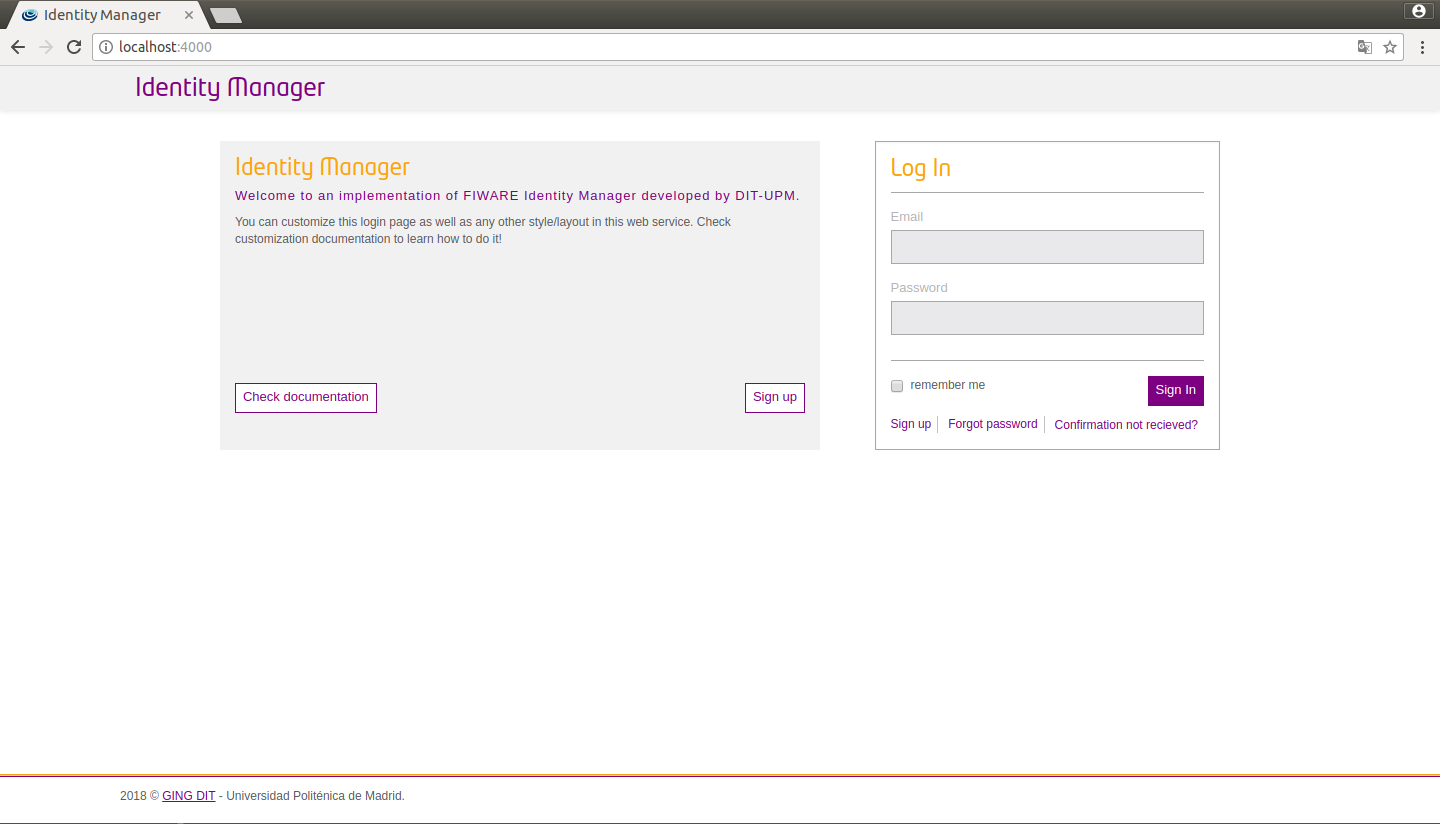 Identity Manager
localhost:4000
Identity Manager
Identity Manager
Welcome to an implementation of FIWARE Identity Manager developed by DIT-UPM.
You can customize this login page as well as any other style/layout in this web service. Check
customization documentation to learn how to do it!
Check documentation
Sign up
Log In
Email
Password
remember me
Sign In
Sign up
Forgot password
Confirmation not recieved?
2018 © GING DIT - Universidad Politénica de Madrid.